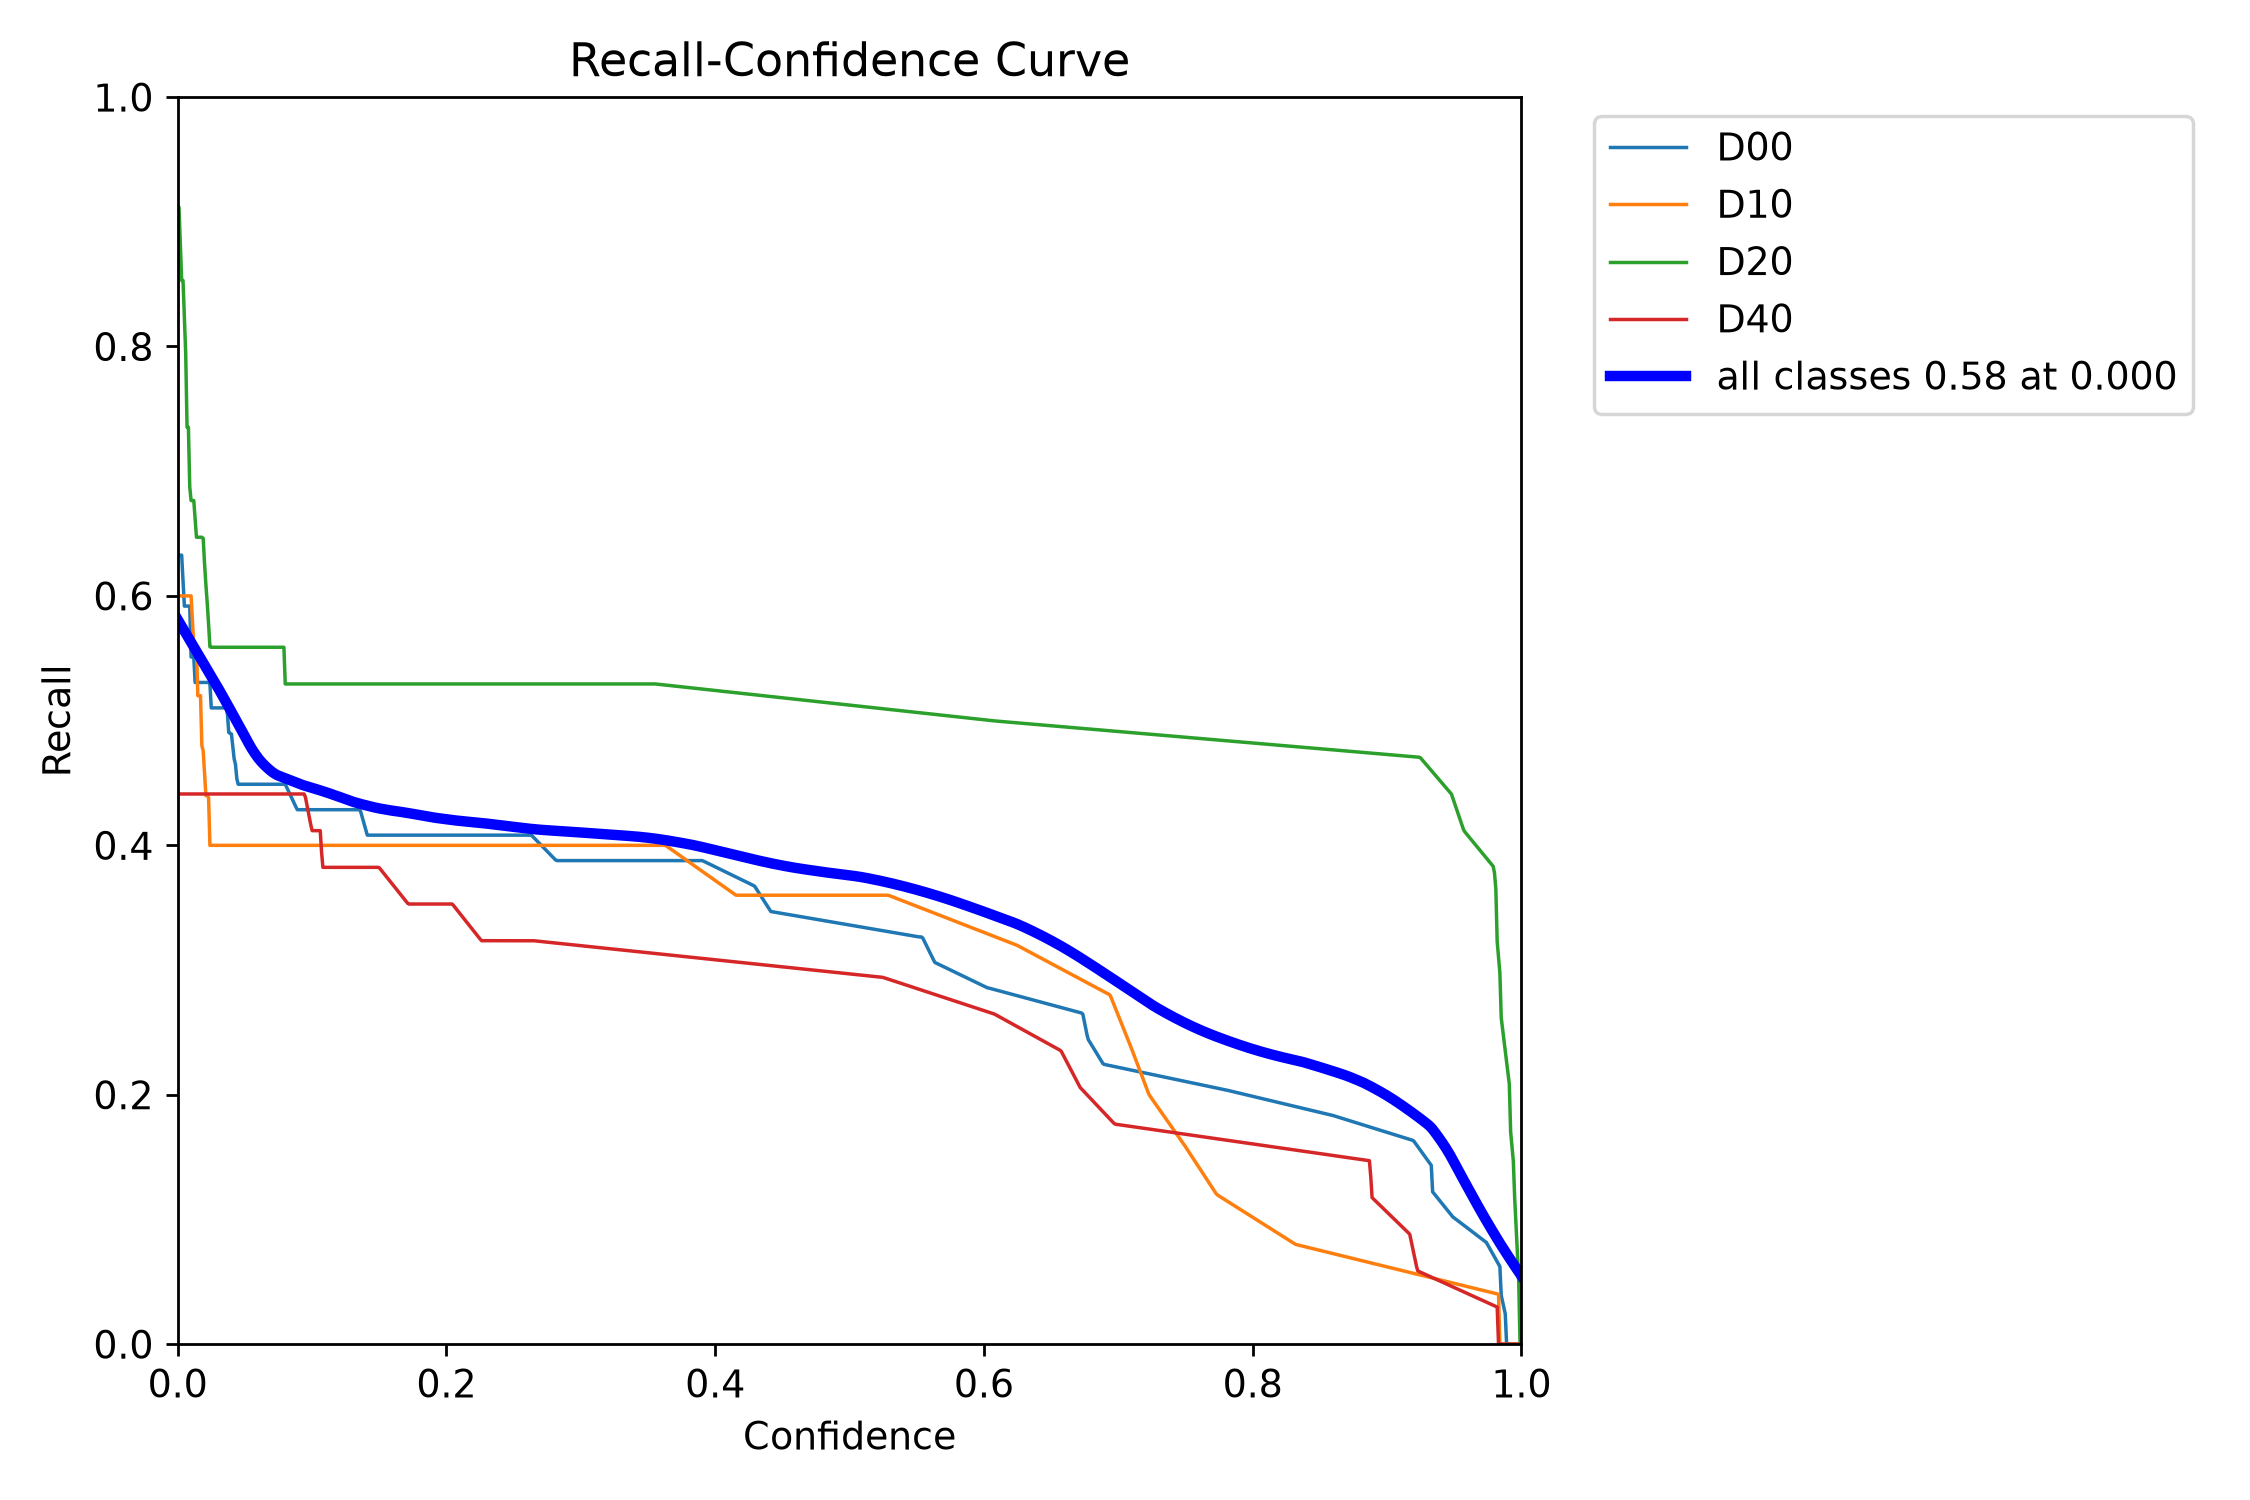 Recall-Confidence Curve
1.0
0.8
0.6
0.4
0.2
0.0
Recall
0.0 0.2 0.4 0.6 0.8 1.0
Confidence
D00
D10
D20
D40
all classes 0.58 at 0.000